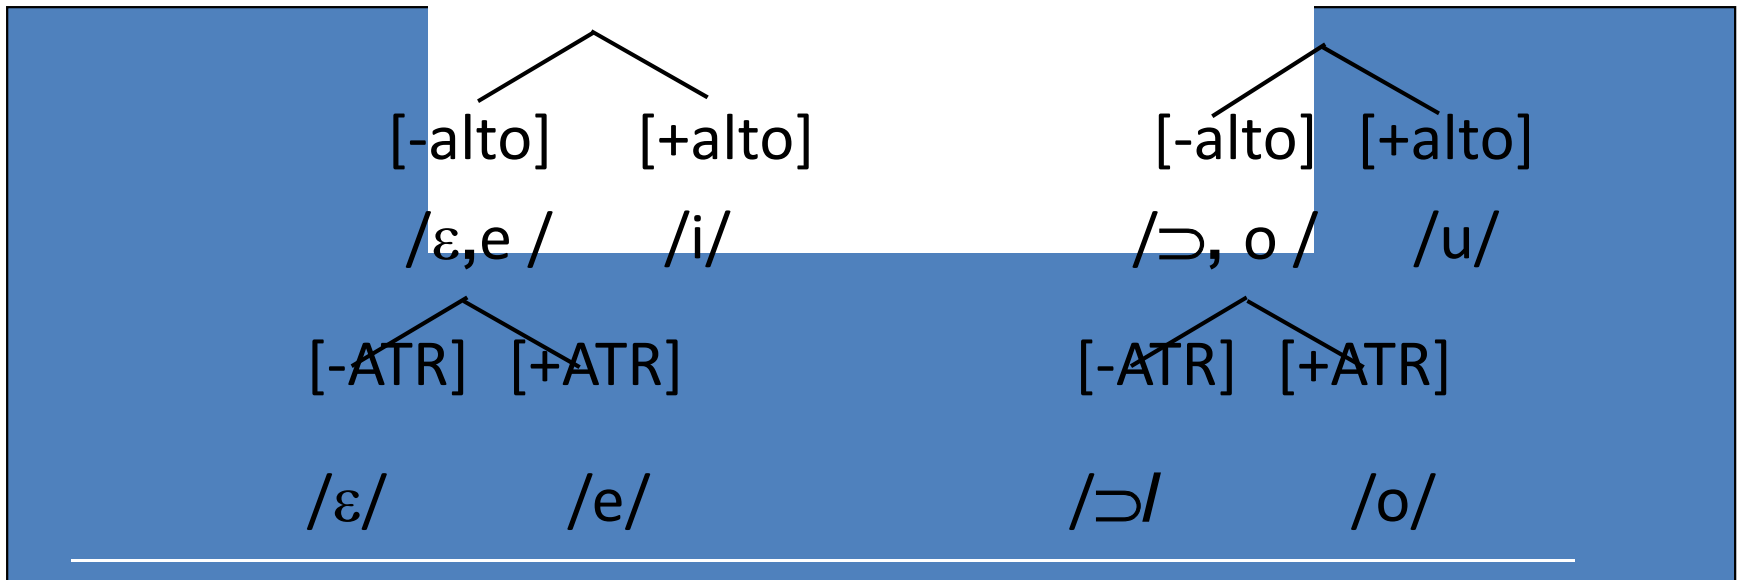 [-alto] [+alto] [-alto] [+alto]
/ε,e / /i/ /⊃, o / /u/
[-ATR] [+ATR] [-ATR] [+ATR]
/ε/ /e/ /⊃/ /o/